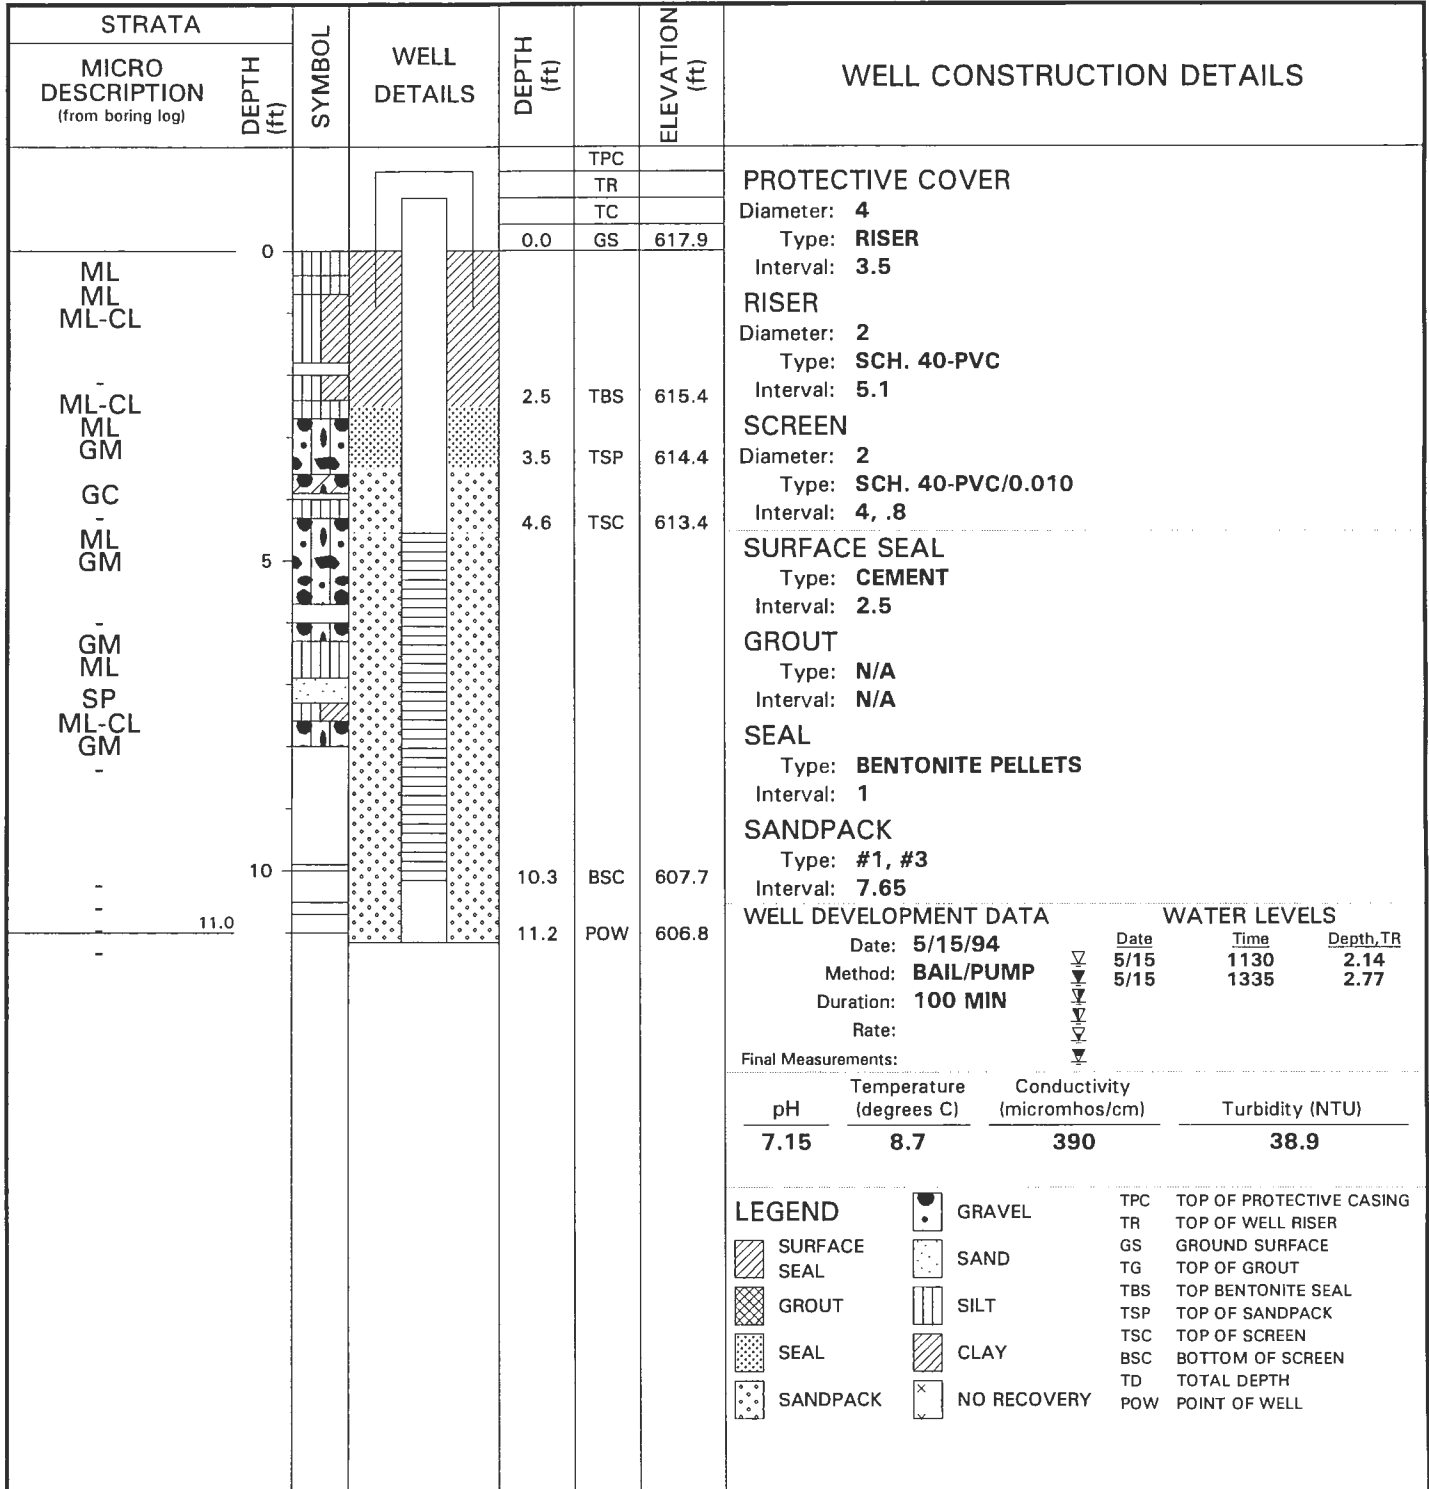 STRATA
MICRO
DESCRIPTION
(from boring log)
DEPTH
(ft)
SYMBOL
WELL
DETAILS
DEPTH
(ft)
ELEVATION
(ft)
WELL CONSTRUCTION DETAILS
TPC
TR
TC
0.0 GS 617.9
0
ML
ML
ML-CL
-
ML-CL
ML
GM
GC
-
ML
GM
5
-
GM
ML
SP
ML-CL
GM
-
10
-
-
11.0
-
-
2.5 TBS 615.4
3.5 TSP 614.4
4.6 TSC 613.4
10.3 BSC 607.7
11.2 POW 606.8
PROTECTIVE COVER
Diameter: 4
Type: RISER
Interval: 3.5
RISER
Diameter: 2
Type: SCH. 40-PVC
Interval: 5.1
SCREEN
Diameter: 2
Type: SCH. 40-PVC/0.010
Interval: 4, .8
SURFACE SEAL
Type: CEMENT
Interval: 2.5
GROUT
Type: N/A
Interval: N/A
SEAL
Type: BENTONITE PELLETS
Interval: 1
SANDPACK
Type: #1, #3
Interval: 7.65
WELL DEVELOPMENT DATA
Date: 5/15/94
Method: BAIL/PUMP
Duration: 100 MIN
Rate:
Final Measurements:
WATER LEVELS
Date Time Depth,TR
5/15 1130 2.14
5/15 1335 2.77
pH Temperature (degrees C) Conductivity (micromhos/cm) Turbidity (NTU)
7.15 8.7 390 38.9
LEGEND
SURFACE
SEAL
GROUT
SEAL
SANDPACK
GRAVEL
SAND
SILT
CLAY
NO RECOVERY
TPC TOP OF PROTECTIVE CASING
TR TOP OF WELL RISER
GS GROUND SURFACE
TG TOP OF GROUT
TBS TOP BENTONITE SEAL
TSP TOP OF SANDPACK
TSC TOP OF SCREEN
BSC BOTTOM OF SCREEN
TD TOTAL DEPTH
POW POINT OF WELL